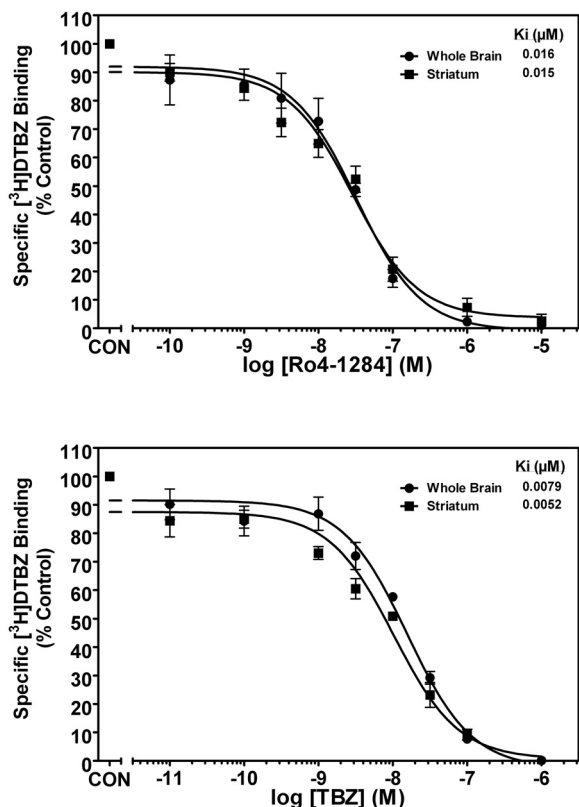 Ki (µM)
Whole Brain 0.016
Striatum 0.015
Specific [³H]DTBZ Binding
(% Control)
110
100
90
80
70
60
50
40
30
20
10
0
CON -10 -9 -8 -7 -6 -5
log [Ro4-1284] (M)
Ki (µM)
Whole Brain 0.0079
Striatum 0.0052
Specific [³H]DTBZ Binding
(% Control)
110
100
90
80
70
60
50
40
30
20
10
0
CON -11 -10 -9 -8 -7 -6
log [TBZ] (M)